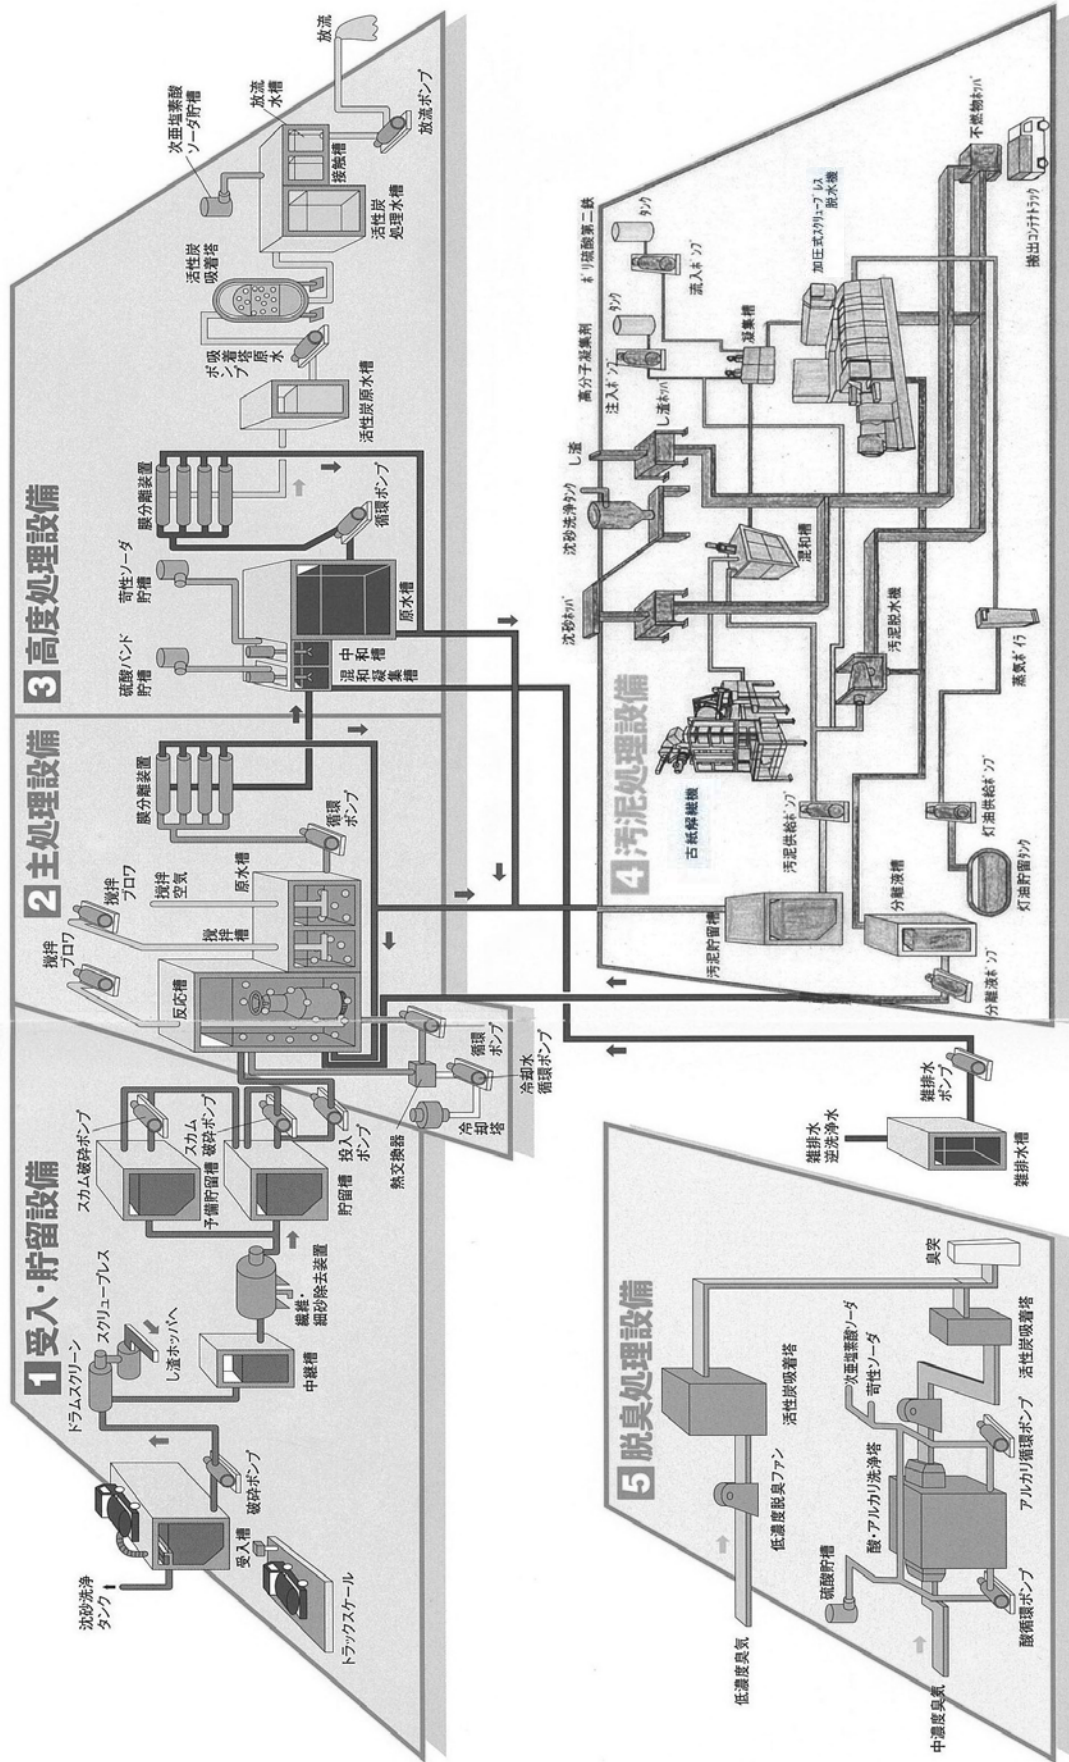 1 受入・貯留設備
沈砂洗浄
タンク
受入槽
トラックスケール
破砕ポンプ
ドラムスクリーン
スクリュープレス
し渣ホッパへ
中継槽
繊維・
細砂除去装置
スカム破砕ポンプ
予備貯留槽
スカム
破砕ポンプ
貯留槽
投入
ポンプ
2 主処理設備
撹拌
ブロワ
撹拌
ブロワ
撹拌
空気
反応槽
撹拌槽
原水槽
循環
ポンプ
膜分離装置
熱交換器
冷却塔
冷却水
循環ポンプ
循環
ポンプ
3 高度処理設備
硫酸バンド
貯槽
苛性ソーダ
貯槽
混和凝集槽
中和槽
原水槽
循環ポンプ
膜分離装置
活性炭原水槽
吸着塔原水
ポンプ
活性炭
吸着塔
次亜塩素酸
ソーダ貯槽
活性炭
処理水槽
接触槽
放流
水槽
放流ポンプ
放流
4 汚泥処理設備
汚泥貯留槽
汚泥供給ポンプ
古紙解繊機
沈砂ホッパ
沈砂洗浄タンク
し渣
し渣ホッパ
混和槽
高分子凝集剤
タンク
注入ポンプ
ポリ硫酸第二鉄
タンク
流入ポンプ
凝集槽
加圧式スクリュープレス
脱水機
汚泥脱水機
分離液槽
分離液ポンプ
灯油貯留タンク
灯油供給ポンプ
蒸気ボイラ
不燃物ホッパ
搬出コンテナトラック
雑排水
逆洗浄水
雑排水槽
雑排水
ポンプ
5 脱臭処理設備
低濃度臭気
低濃度脱臭ファン
活性炭吸着塔
臭突
中濃度臭気
硫酸貯槽
酸・アルカリ洗浄塔
次亜塩素酸ソーダ
苛性ソーダ
酸循環ポンプ
アルカリ循環ポンプ
活性炭吸着塔